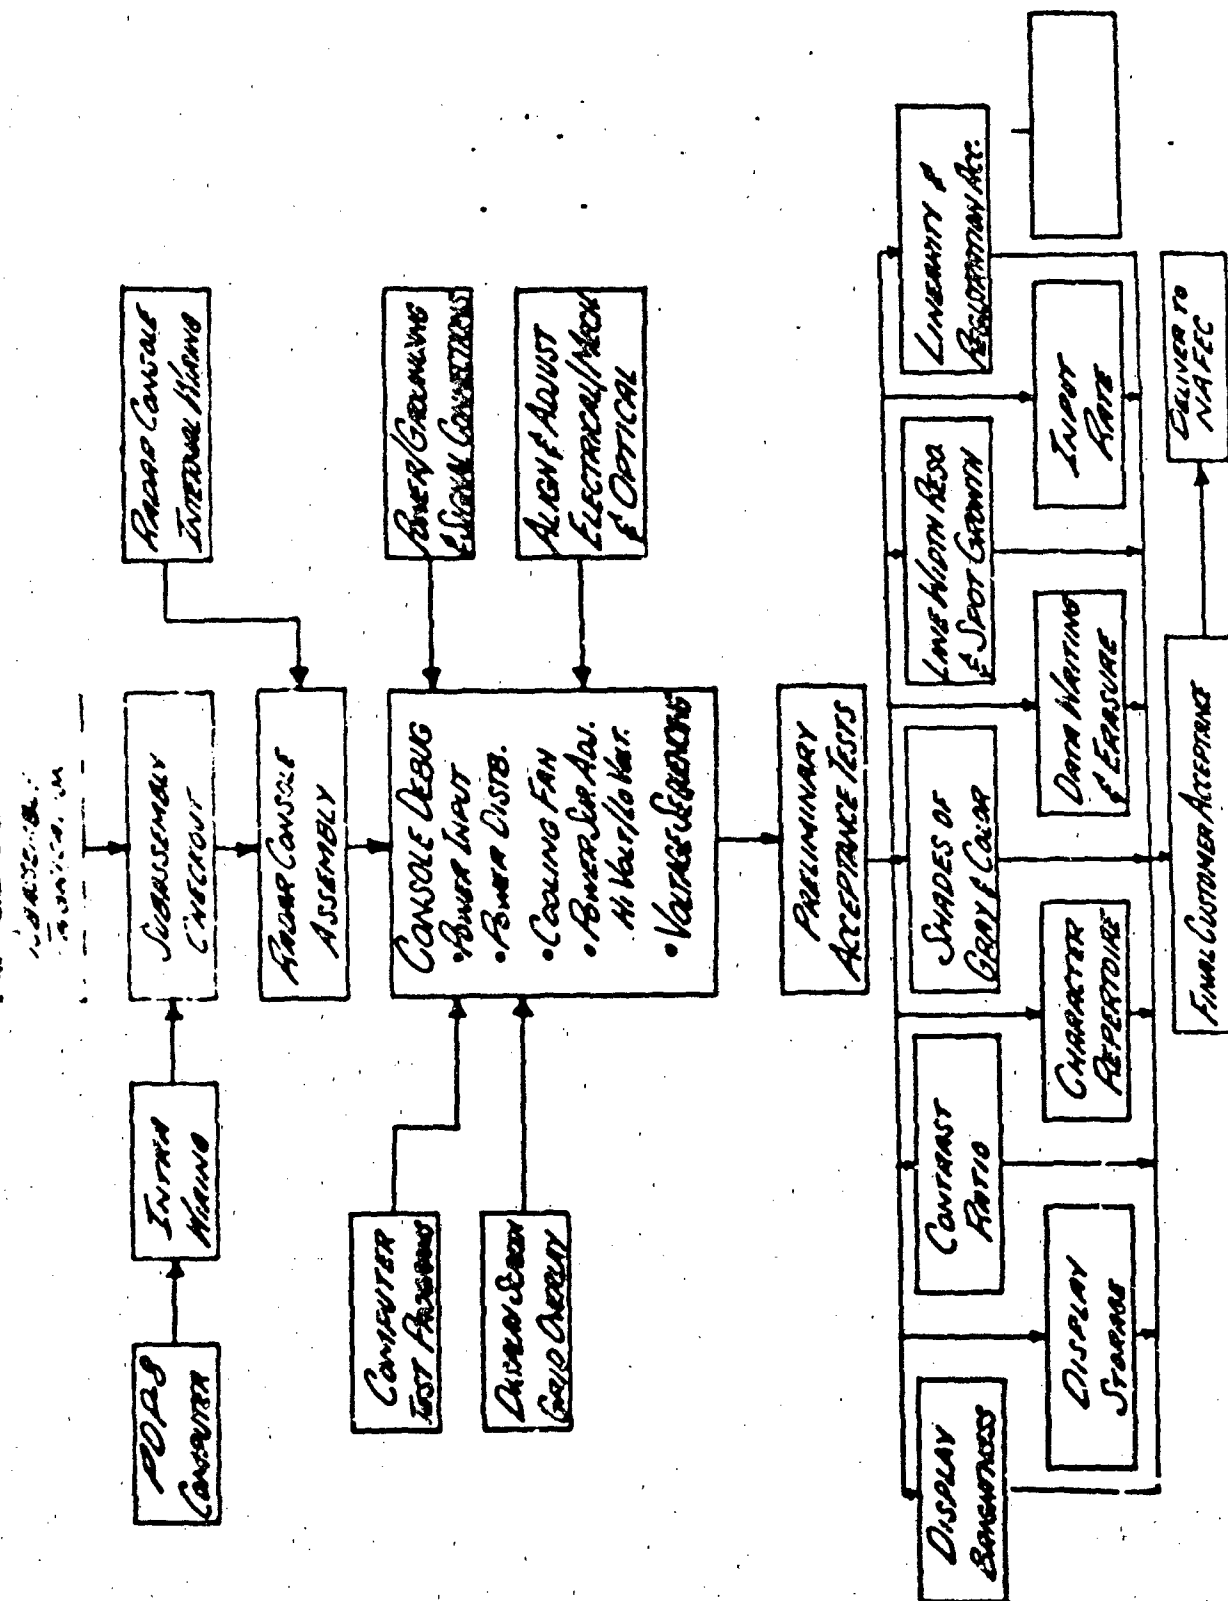 SUBASSEMBLY
CHECKOUT
PDP8
COMPUTER
INTRA
WIRING
RADAR CONSOLE
INTERNAL WIRING
RADAR CONSOLE
ASSEMBLY
COMPUTER
TEST PROGRAMS
DISPLAY SCREEN
GRID OVERLAY
CONSOLE DEBUG
• POWER INPUT
• POWER DISTB.
• COOLING FAN
• POWER SUP. ADJ.
HI VOLT/LO VOLT.
• VOLTAGE SEQUENCING
POWER/GROUNDING
& SIGNAL CONNECTIONS
ALIGN & ADJUST
ELECTRICAL/MECH
& OPTICAL
PRELIMINARY
ACCEPTANCE TESTS
DISPLAY
BRIGHTNESS
CONTRAST
RATIO
SHADES OF
GRAY & COLOR
LINE WIDTH RESO
& SPOT GROWTH
LINEARITY &
REGISTRATION ACC.
DISPLAY
STORAGE
CHARACTER
REPERTOIRE
DATA WRITING
& ERASURE
INPUT
RATE
FINAL CUSTOMER ACCEPTANCE
DELIVER TO
NAFEC